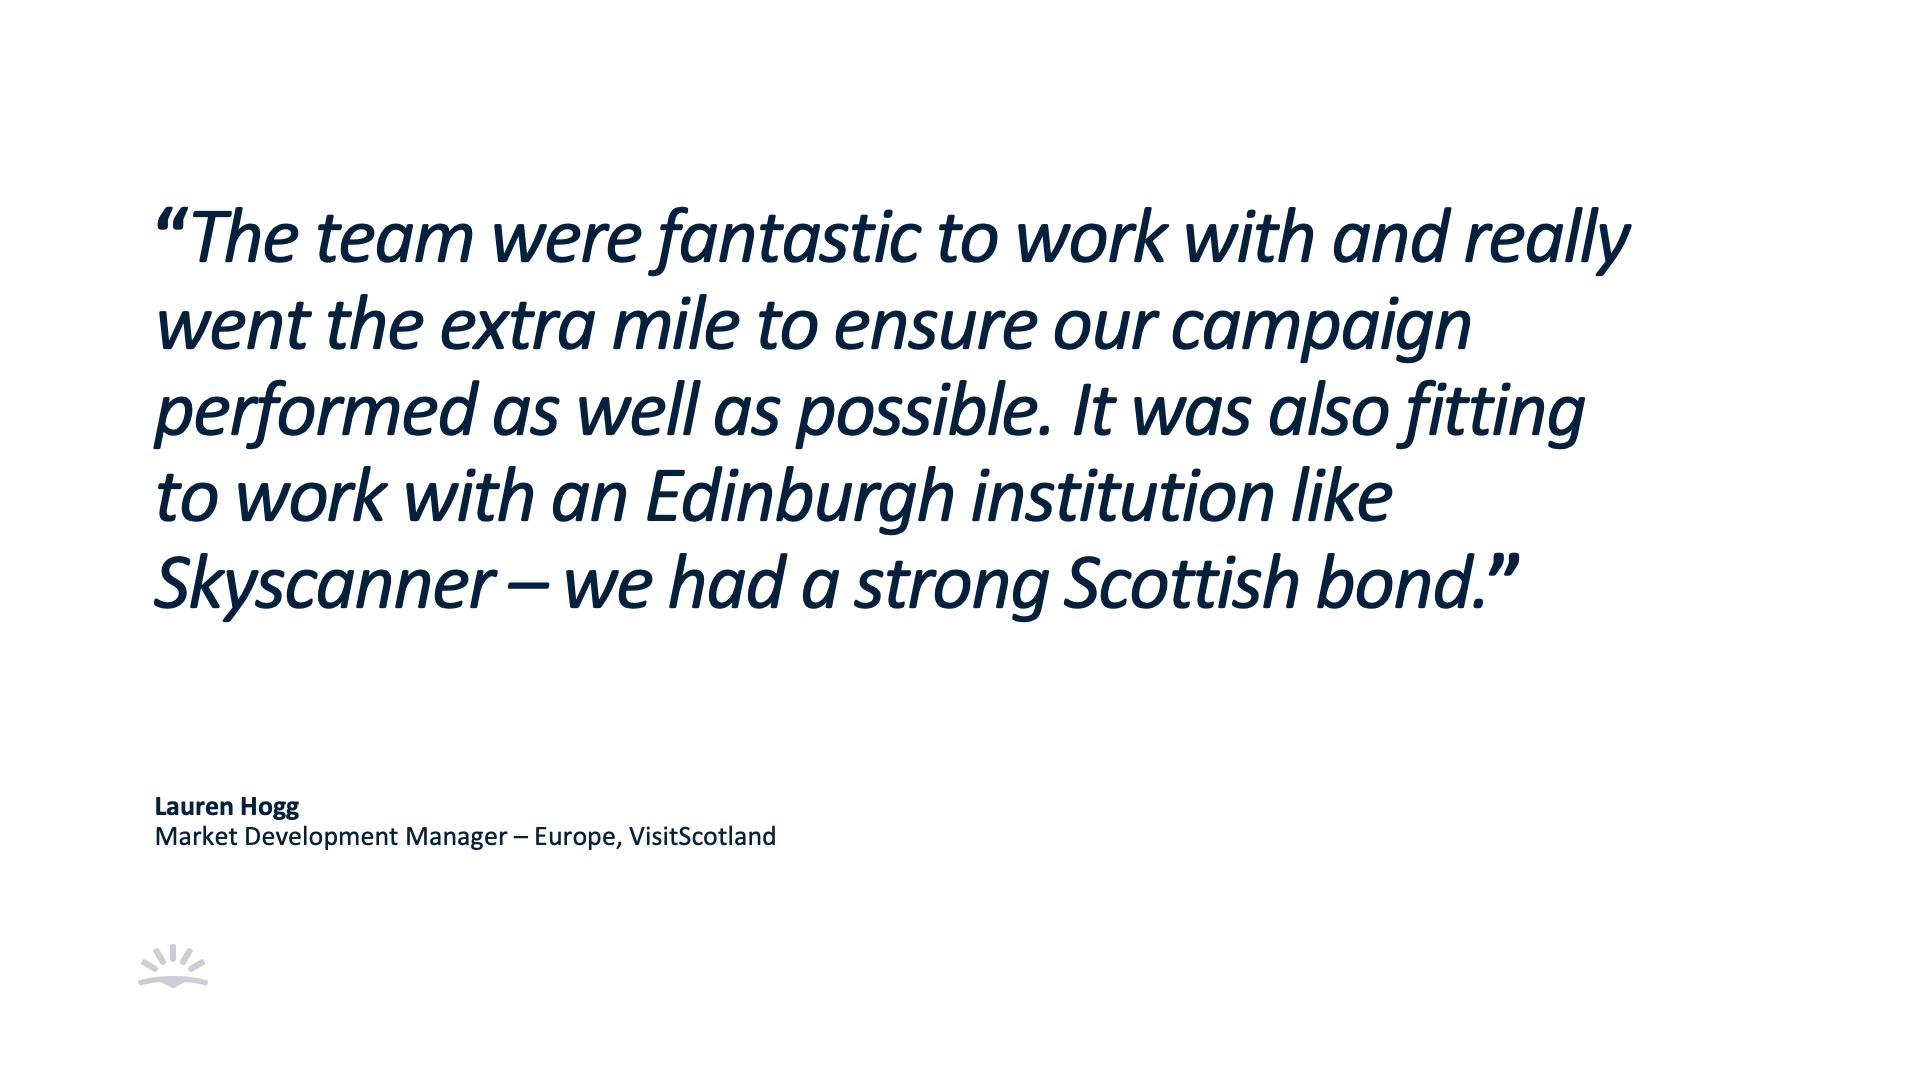 “The team were fantastic to work with and really
went the extra mile to ensure our campaign
performed as well as possible. It was also fitting
to work with an Edinburgh institution like
Skyscanner – we had a strong Scottish bond.”
Lauren Hogg
Market Development Manager – Europe, VisitScotland